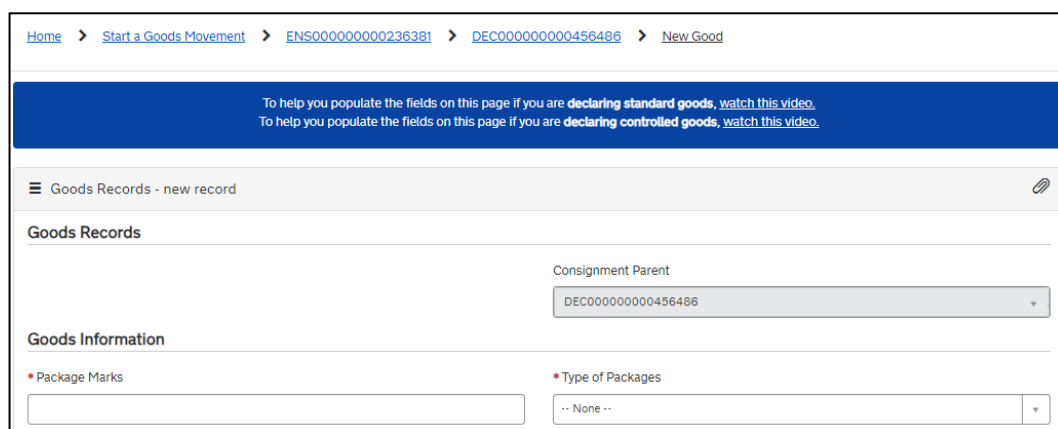 Home > Start a Goods Movement > ENS000000000236381 > DEC000000000456486 > New Good
To help you populate the fields on this page if you are declaring standard goods, watch this video.
To help you populate the fields on this page if you are declaring controlled goods, watch this video.
Goods Records - new record
Goods Records
Consignment Parent
DEC000000000456486
Goods Information
* Package Marks
* Type of Packages
-- None --